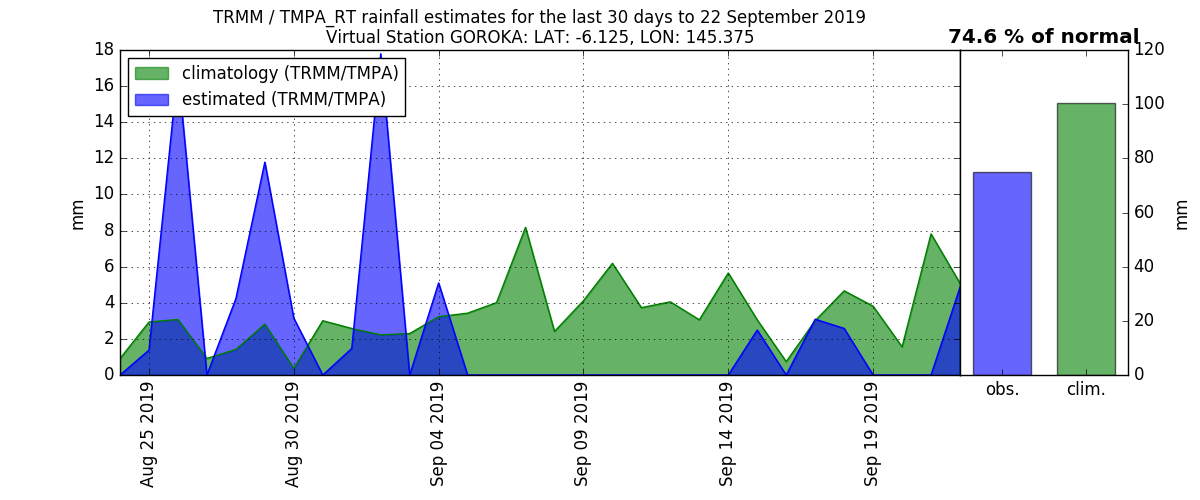 TRMM / TMPA_RT rainfall estimates for the last 30 days to 22 September 2019
Virtual Station GOROKA: LAT: -6.125, LON: 145.375
74.6 % of normal
climatology (TRMM/TMPA)
estimated (TRMM/TMPA)
mm
18
16
14
12
10
8
6
4
2
0
Aug 25 2019
Aug 30 2019
Sep 04 2019
Sep 09 2019
Sep 14 2019
Sep 19 2019
obs.
clim.
120
100
80
60
40
20
0
mm